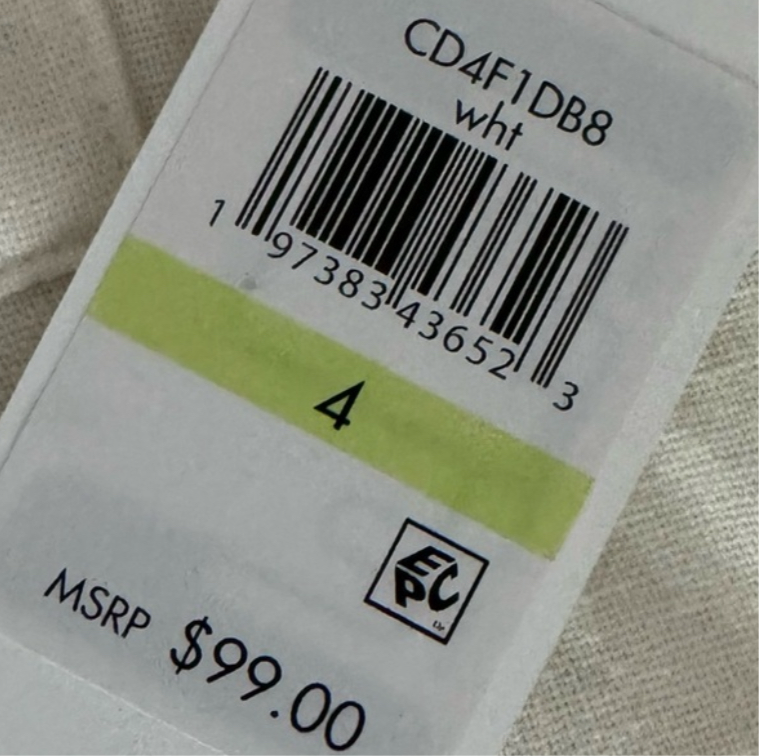 CD4F1DB8
wht
1 97383 43652 3
4
EPC
MSRP $99.00